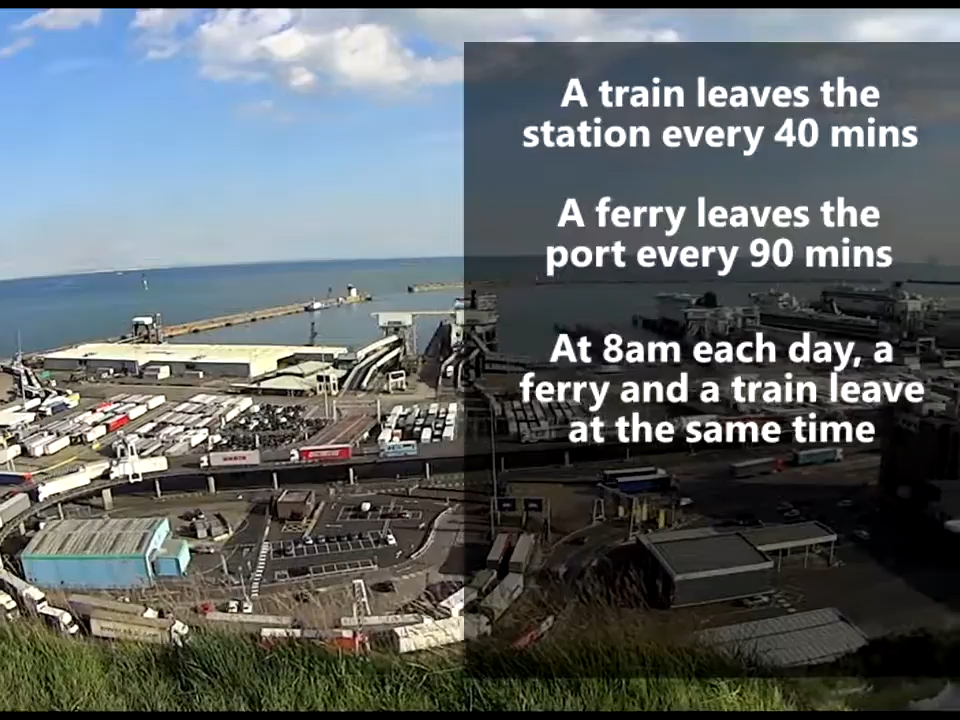 A train leaves the
station every 40 mins
A ferry leaves the
port every 90 mins
At 8am each day, a
ferry and a train leave
at the same time